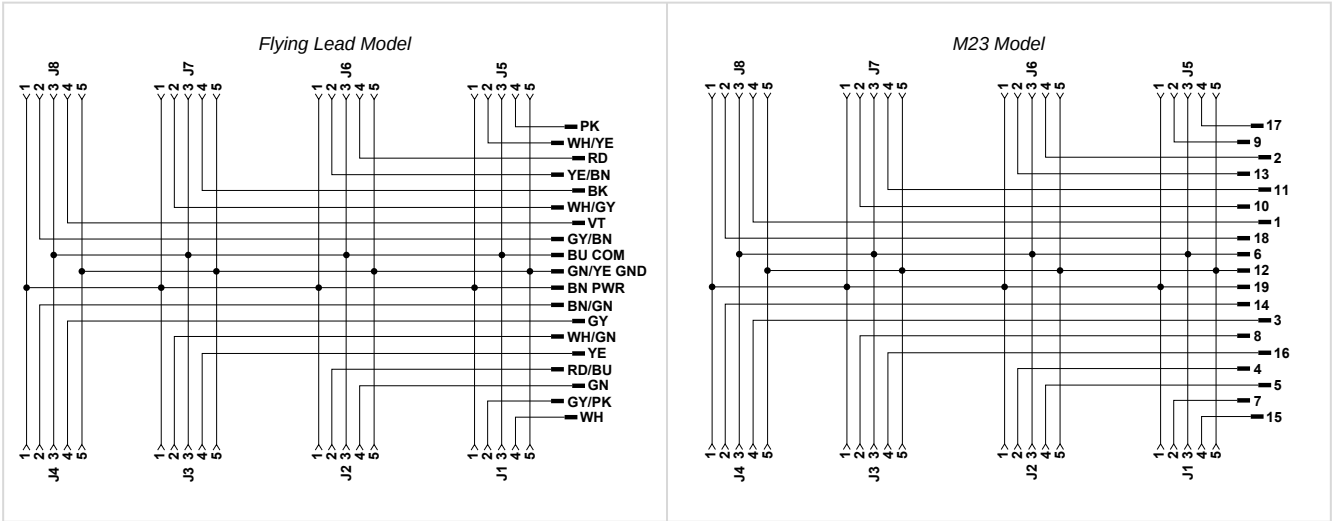 Flying Lead Model
J8 J7 J6 J5
1 2 3 4 5 1 2 3 4 5 1 2 3 4 5 1 2 3 4 5
PK
WH/YE
RD
YE/BN
BK
WH/GY
VT
GY/BN
BU COM
GN/YE GND
BN PWR
BN/GN
GY
WH/GN
YE
RD/BU
GN
GY/PK
WH
1 2 3 4 5 1 2 3 4 5 1 2 3 4 5 1 2 3 4 5
J4 J3 J2 J1
M23 Model
J8 J7 J6 J5
1 2 3 4 5 1 2 3 4 5 1 2 3 4 5 1 2 3 4 5
17
9
2
13
11
10
1
18
6
12
19
14
3
8
16
4
5
7
15
1 2 3 4 5 1 2 3 4 5 1 2 3 4 5 1 2 3 4 5
J4 J3 J2 J1